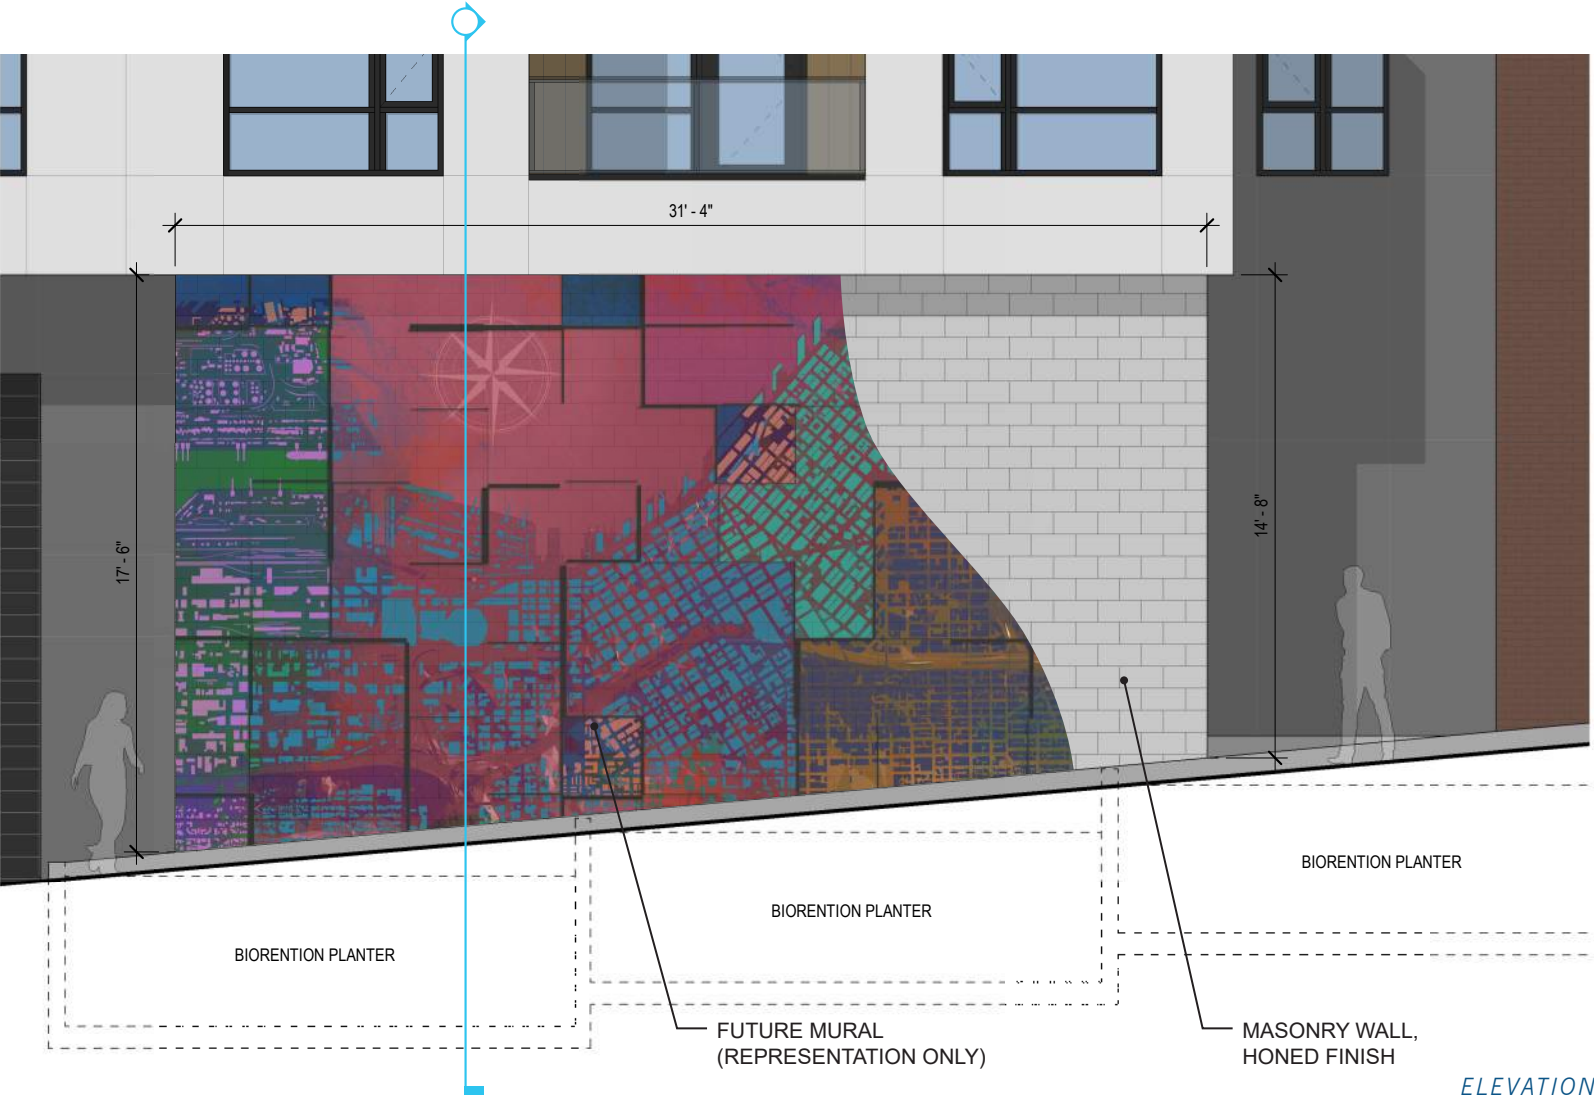 31' - 4"
17' - 6"
14' - 8"
BIORENTION PLANTER
BIORENTION PLANTER
BIORENTION PLANTER
FUTURE MURAL
(REPRESENTATION ONLY)
MASONRY WALL,
HONED FINISH
ELEVATION